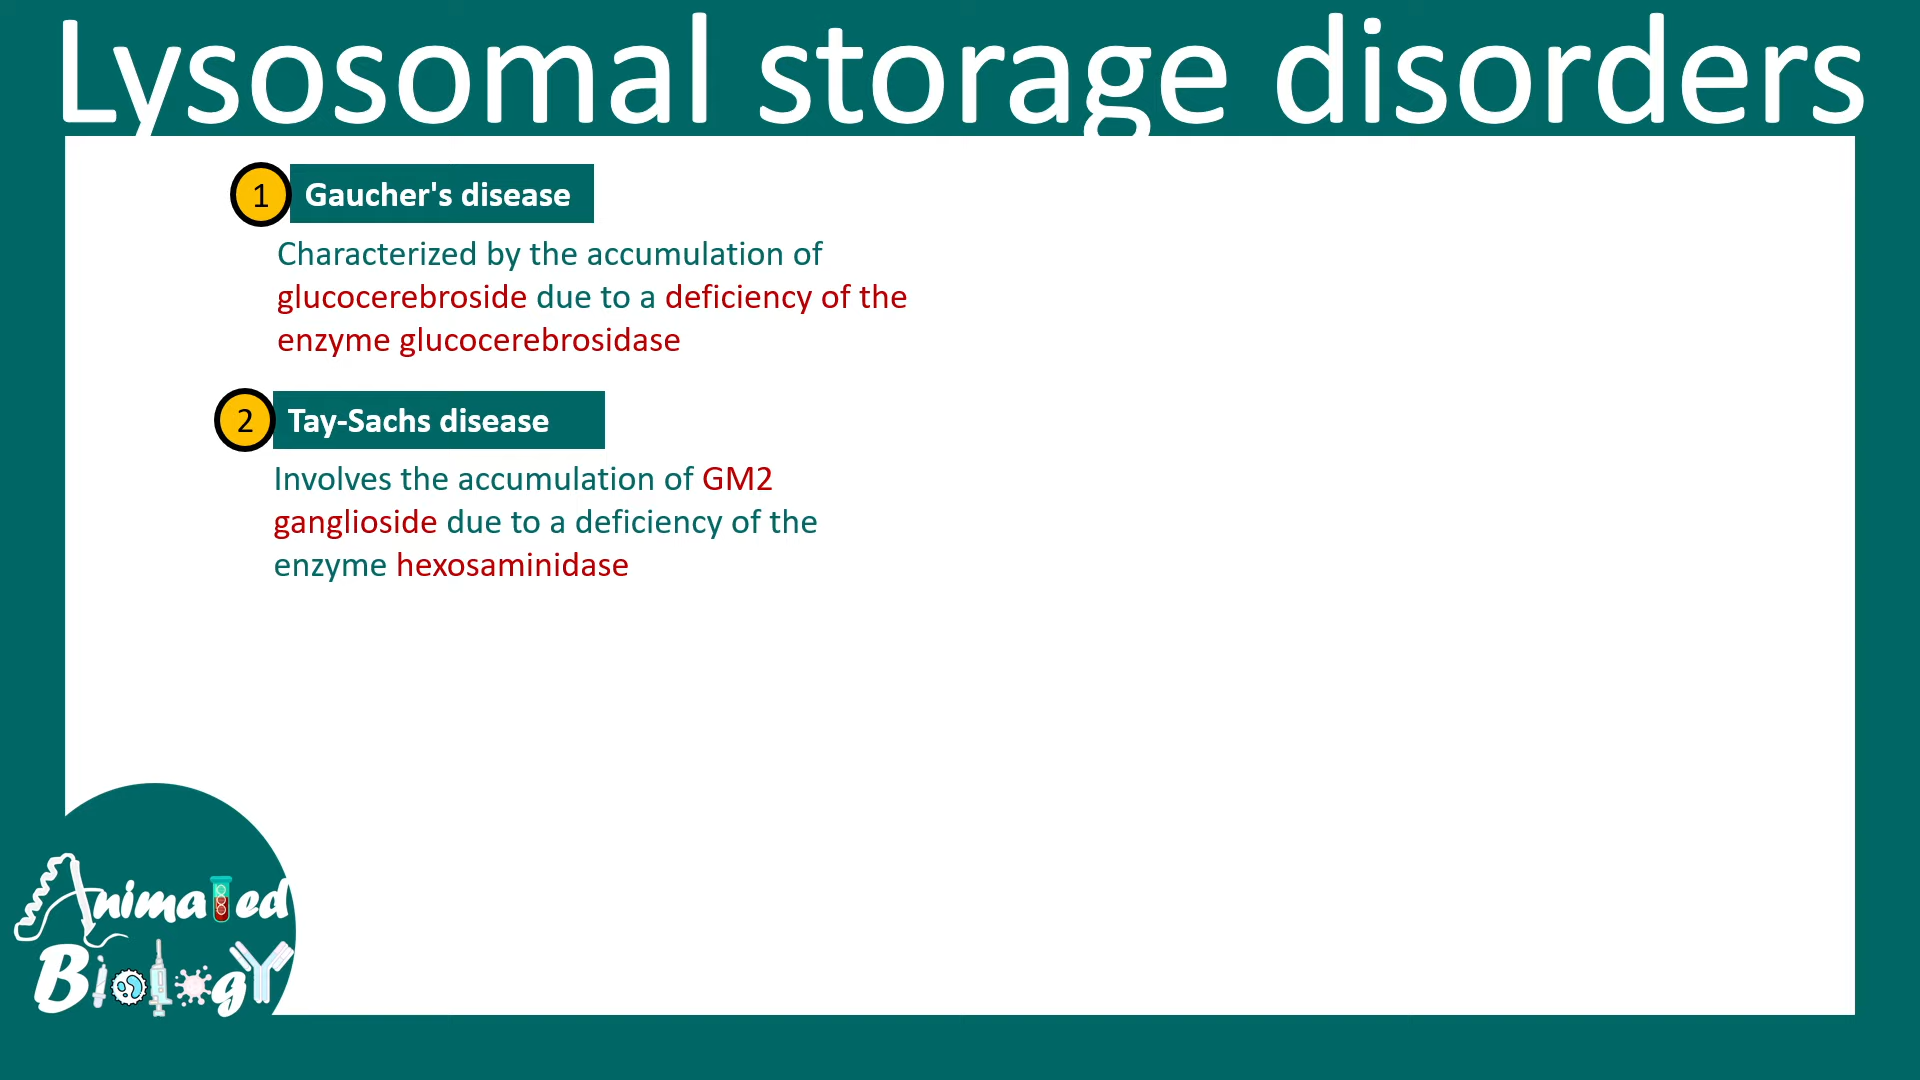 Lysosomal storage disorders
1 Gaucher's disease
Characterized by the accumulation of
glucocerebroside due to a deficiency of the
enzyme glucocerebrosidase
2 Tay-Sachs disease
Involves the accumulation of GM2
ganglioside due to a deficiency of the
enzyme hexosaminidase
Animated
Biology